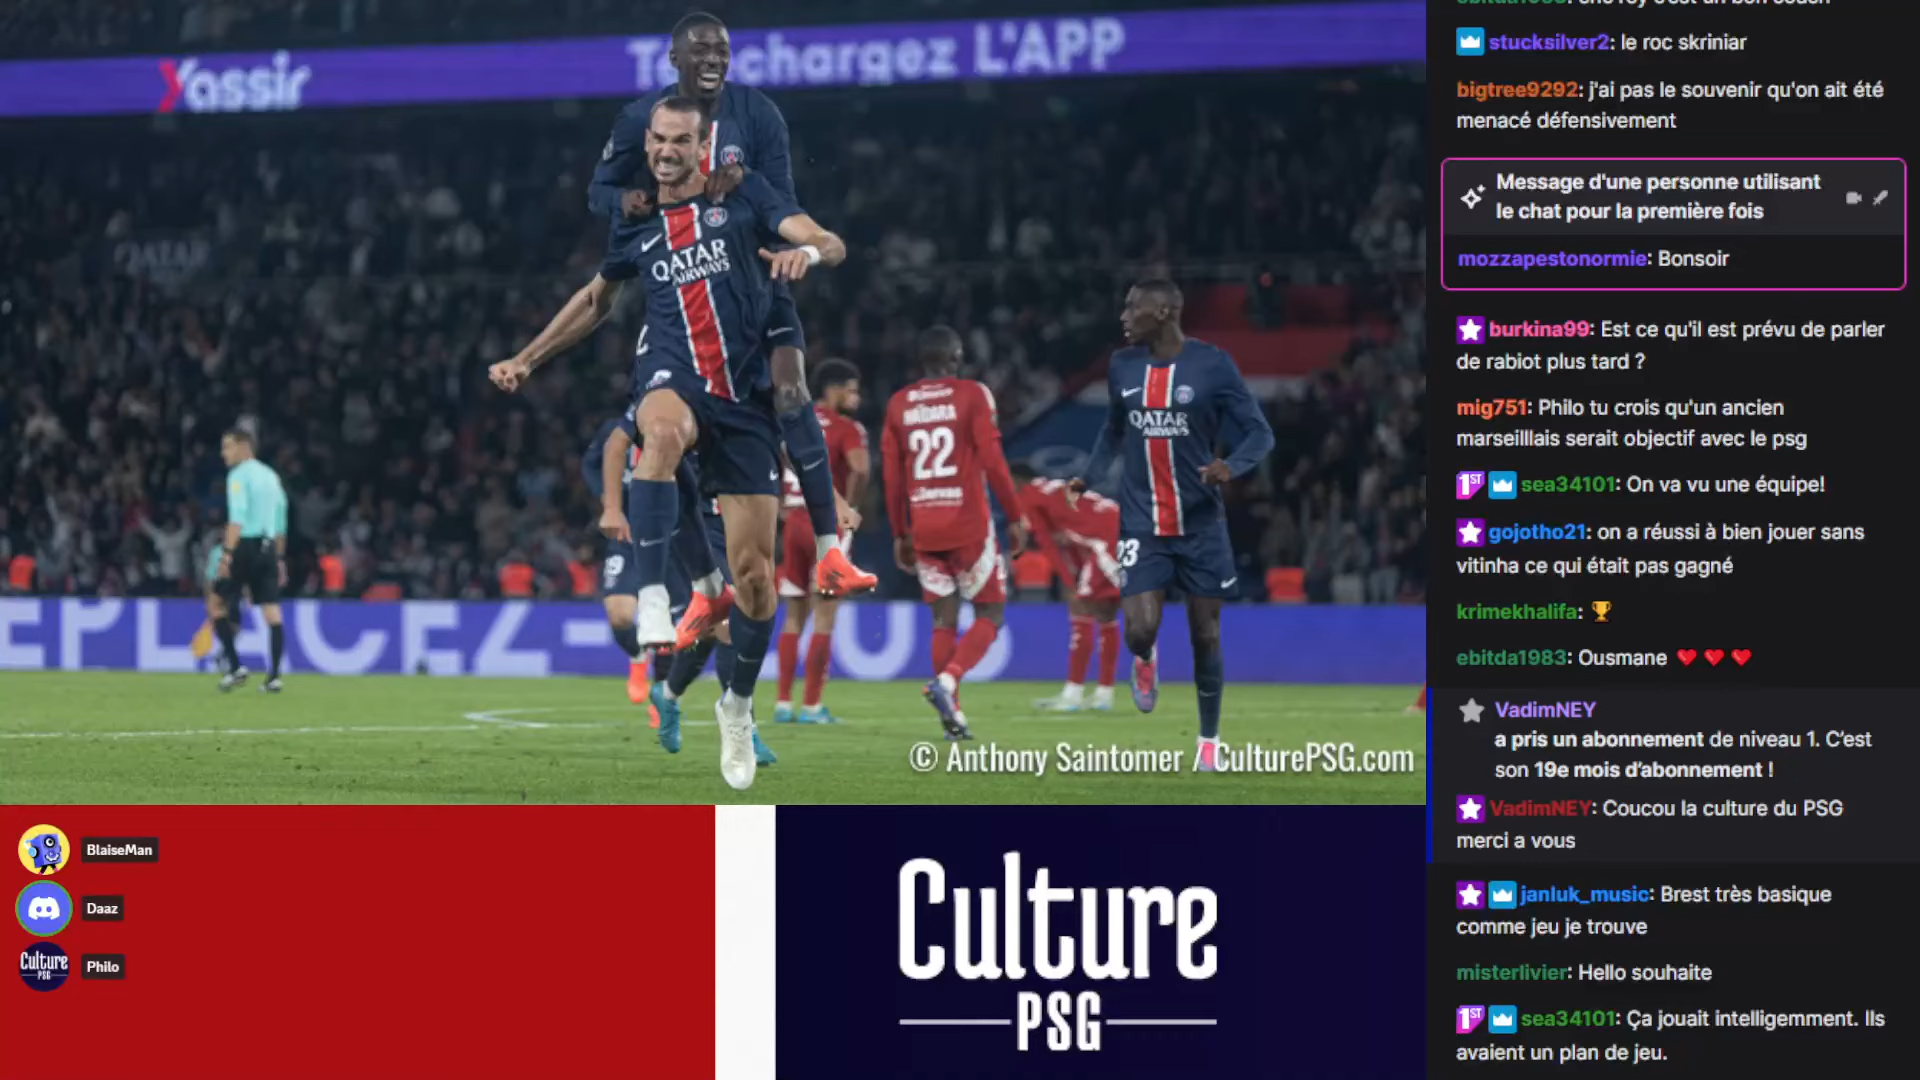 Yassir
Téléchargez L'APP
QATAR
QATAR
AIRWAYS
QATAR
AIRWAYS
HAÏDARA
22
23
9
EPLACEZ-VOUS
© Anthony Saintomer / CulturePSG.com
BlaiseMan
Daaz
Culture
PSG
Philo
Culture
PSG
stucksilver2: le roc skriniar
bigtree9292: j'ai pas le souvenir qu'on ait été
menacé défensivement
Message d'une personne utilisant
le chat pour la première fois
mozzapestonormie: Bonsoir
burkina99: Est ce qu'il est prévu de parler
de rabiot plus tard ?
mig751: Philo tu crois qu'un ancien
marseilllais serait objectif avec le psg
1ST sea34101: On va vu une équipe!
gojotho21: on a réussi à bien jouer sans
vitinha ce qui était pas gagné
krimekhalifa: 🏆
ebitda1983: Ousmane ♥ ♥ ♥
VadimNEY
a pris un abonnement de niveau 1. C'est
son 19e mois d'abonnement !
VadimNEY: Coucou la culture du PSG
merci a vous
janluk_music: Brest très basique
comme jeu je trouve
misterlivier: Hello souhaite
1ST sea34101: Ça jouait intelligemment. Ils
avaient un plan de jeu.